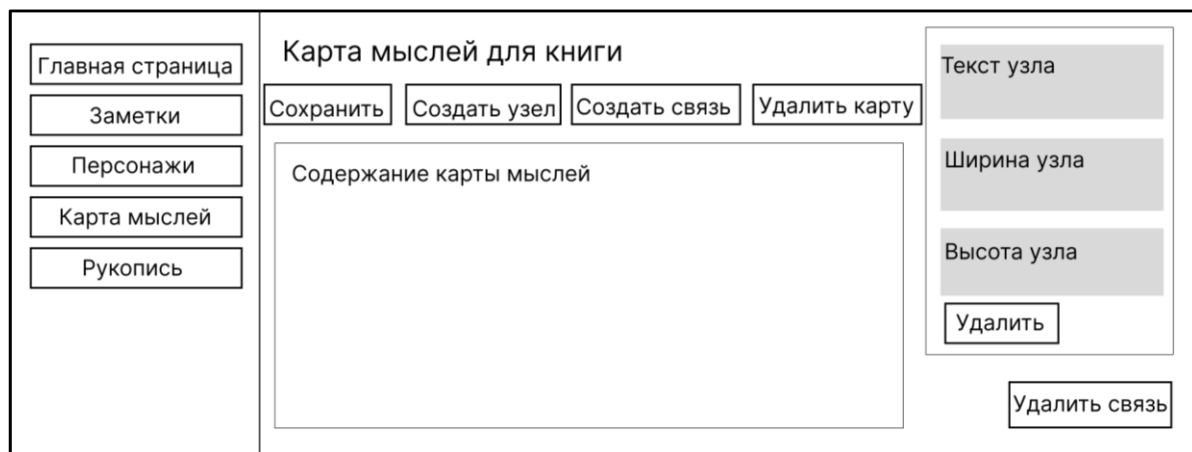 Главная страница
Заметки
Персонажи
Карта мыслей
Рукопись
Карта мыслей для книги
Сохранить
Создать узел
Создать связь
Удалить карту
Содержание карты мыслей
Текст узла
Ширина узла
Высота узла
Удалить
Удалить связь